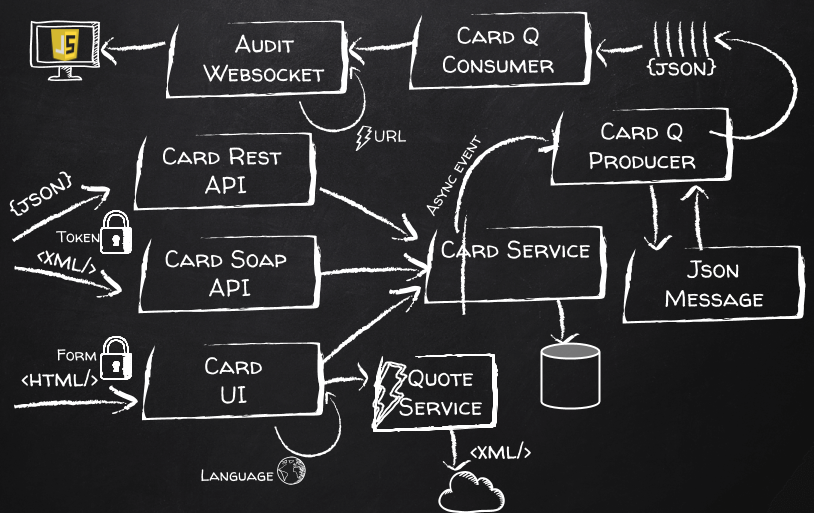 JS
AUDIT
WEBSOCKET
CARD Q
CONSUMER
{JSON}
URL
CARD REST
API
CARD Q
PRODUCER
ASYNC EVENT
{JSON}
TOKEN
<XML/>
CARD SOAP
API
CARD SERVICE
JSON
MESSAGE
FORM
<HTML/>
CARD
UI
QUOTE
SERVICE
LANGUAGE
<XML/>